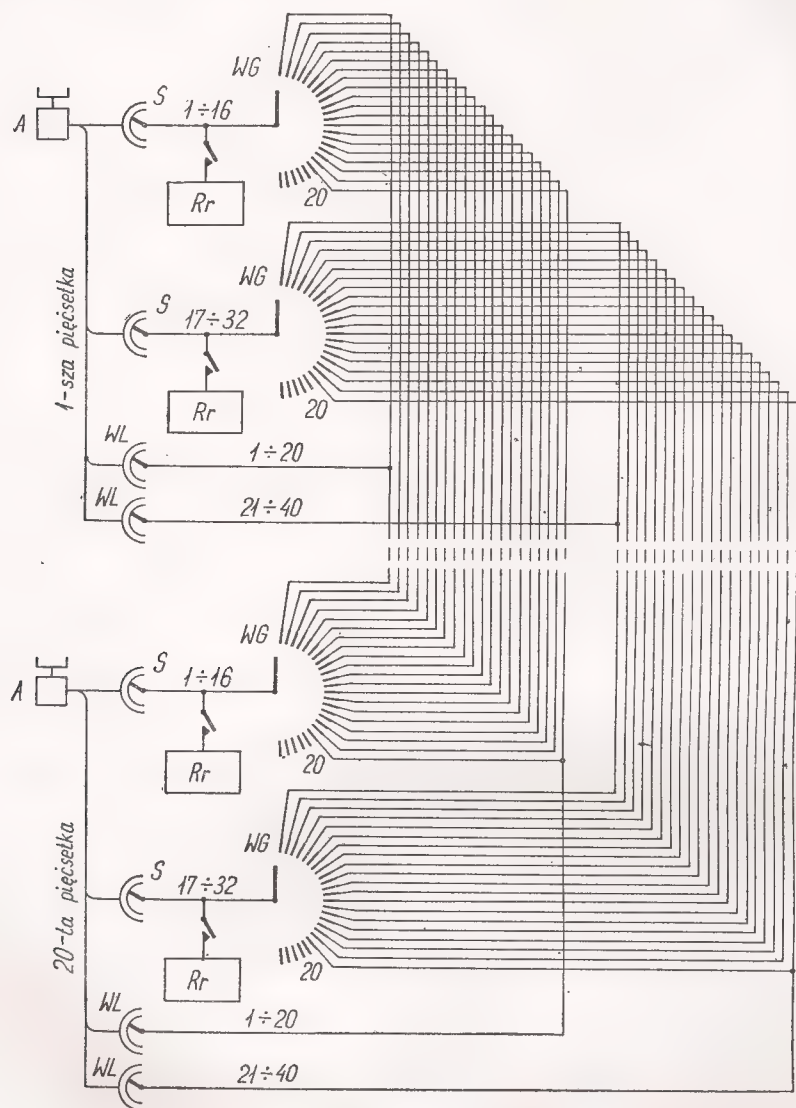 WG
S
1÷16
A
Rr
20
WG
S
17÷32
Rr
20
1-sza pięćsetka
WL
1÷20
WL
21÷40
WG
S
1÷16
A
Rr
20
WG
S
17÷32
Rr
20
20-ta pięćsetka
WL
1÷20
WL
21÷40